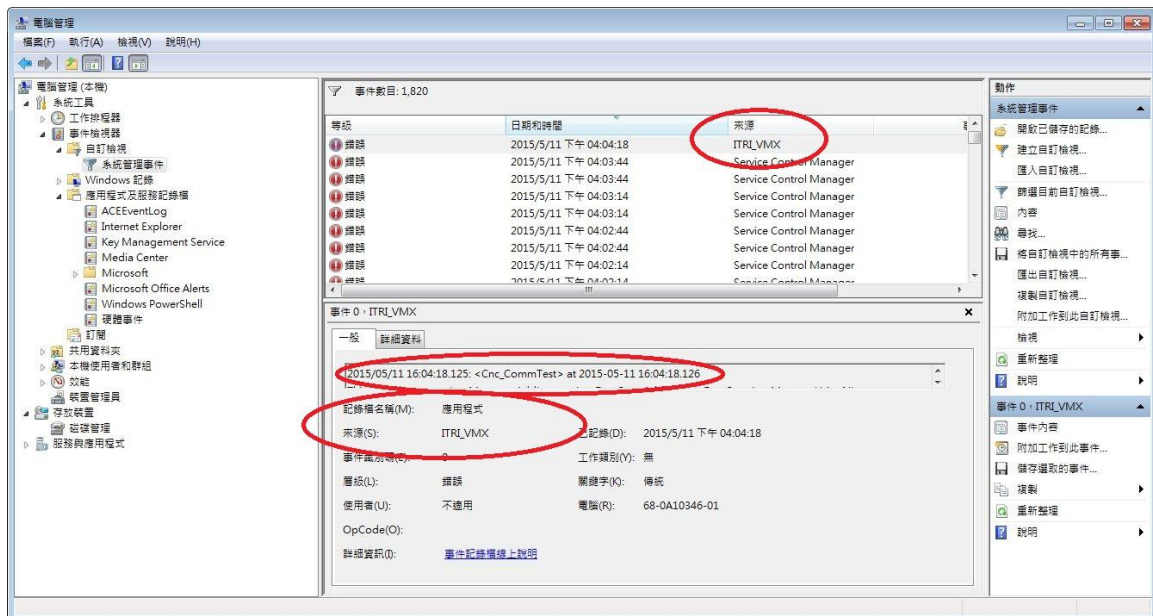 電腦管理
檔案(F) 執行(A) 檢視(V) 說明(H)
電腦管理 (本機)
系統工具
工作排程器
事件檢視器
自訂檢視
系統管理事件
Windows 記錄
應用程式及服務記錄檔
ACEEventLog
Internet Explorer
Key Management Service
Media Center
Microsoft
Microsoft Office Alerts
Windows PowerShell
硬體事件
訂閱
共用資料夾
本機使用者和群組
效能
裝置管理員
存放裝置
磁碟管理
服務與應用程式
事件數目: 1,820
等級 日期和時間 來源
錯誤 2015/5/11 下午 04:04:18 ITRI_VMX
錯誤 2015/5/11 下午 04:03:44 Service Control Manager
錯誤 2015/5/11 下午 04:03:44 Service Control Manager
錯誤 2015/5/11 下午 04:03:14 Service Control Manager
錯誤 2015/5/11 下午 04:03:14 Service Control Manager
錯誤 2015/5/11 下午 04:02:44 Service Control Manager
錯誤 2015/5/11 下午 04:02:44 Service Control Manager
錯誤 2015/5/11 下午 04:02:14 Service Control Manager
錯誤 2015/5/11 下午 04:02:14 Service Control Manager
事件 0，ITRI_VMX
一般 詳細資料
2015/05/11 16:04:18.125: <Cnc_CommTest> at 2015-05-11 16:04:18.126
記錄檔名稱(M): 應用程式
來源(S): ITRI_VMX 已記錄(D): 2015/5/11 下午 04:04:18
事件識別碼(E): 0 工作類別(Y): 無
層級(L): 錯誤 關鍵字(K): 傳統
使用者(U): 不適用 電腦(R): 68-0A10346-01
OpCode(O):
詳細資訊(I): 事件記錄檔線上說明
動作
系統管理事件
開啟已儲存的記錄...
建立自訂檢視...
匯入自訂檢視...
篩選目前自訂檢視...
內容
尋找...
將自訂檢視中的所有事...
匯出自訂檢視...
複製自訂檢視...
附加工作到此自訂檢視...
檢視
重新整理
說明
事件 0，ITRI_VMX
事件內容
附加工作到此事件...
儲存選取的事件...
複製
重新整理
說明